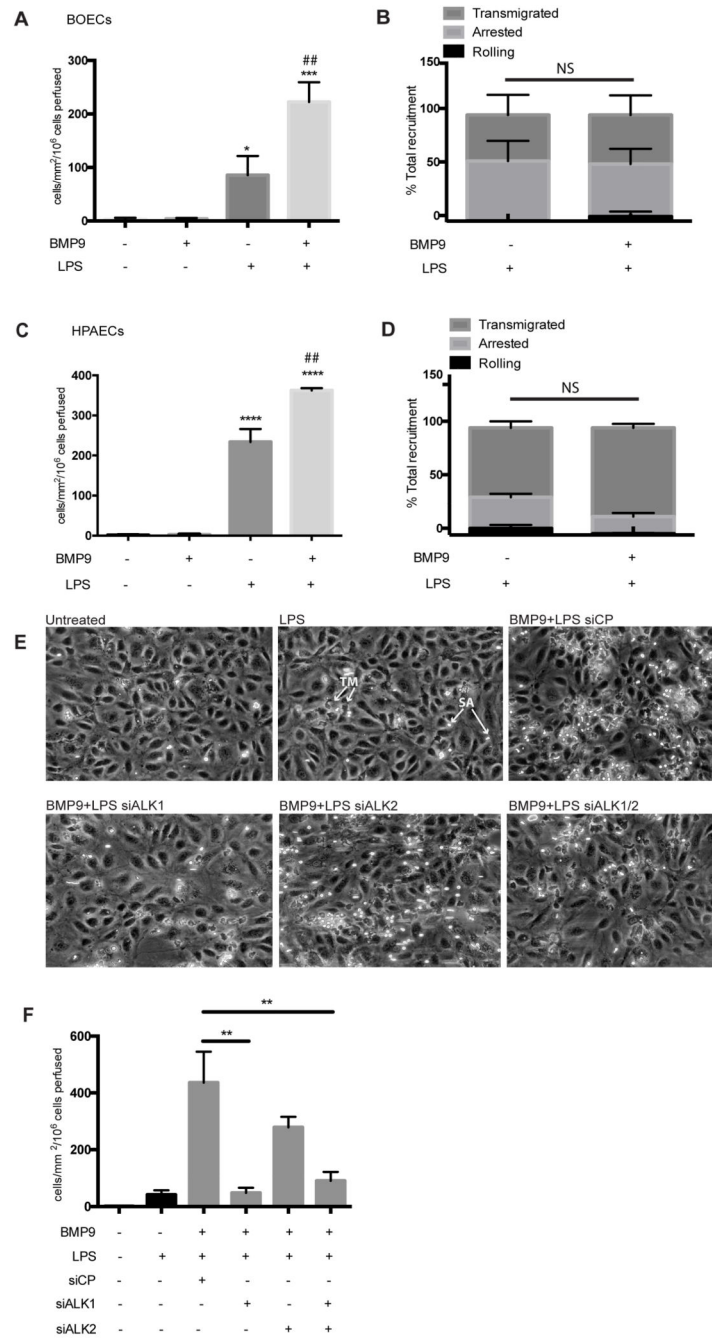 A
BOECs
cells/mm²/10⁶ cells perfused
300
200
100
0
*
##
***
BMP9 - + - +
LPS - - + +
B
Transmigrated
Arrested
Rolling
% Total recruitment
150
100
50
0
NS
BMP9 - +
LPS + +
C
HPAECs
cells/mm²/10⁶ cells perfused
400
300
200
100
0
****
##
****
BMP9 - + - +
LPS - - + +
D
Transmigrated
Arrested
Rolling
% Total recruitment
150
100
50
0
NS
BMP9 - +
LPS + +
E
Untreated
LPS
BMP9+LPS siCP
TM
SA
BMP9+LPS siALK1
BMP9+LPS siALK2
BMP9+LPS siALK1/2
F
cells/mm ²/10⁶ cells perfused
600
400
200
0
**
**
BMP9 - - + + + +
LPS - + + + + +
siCP - - + - - -
siALK1 - - - + - +
siALK2 - - - - + +